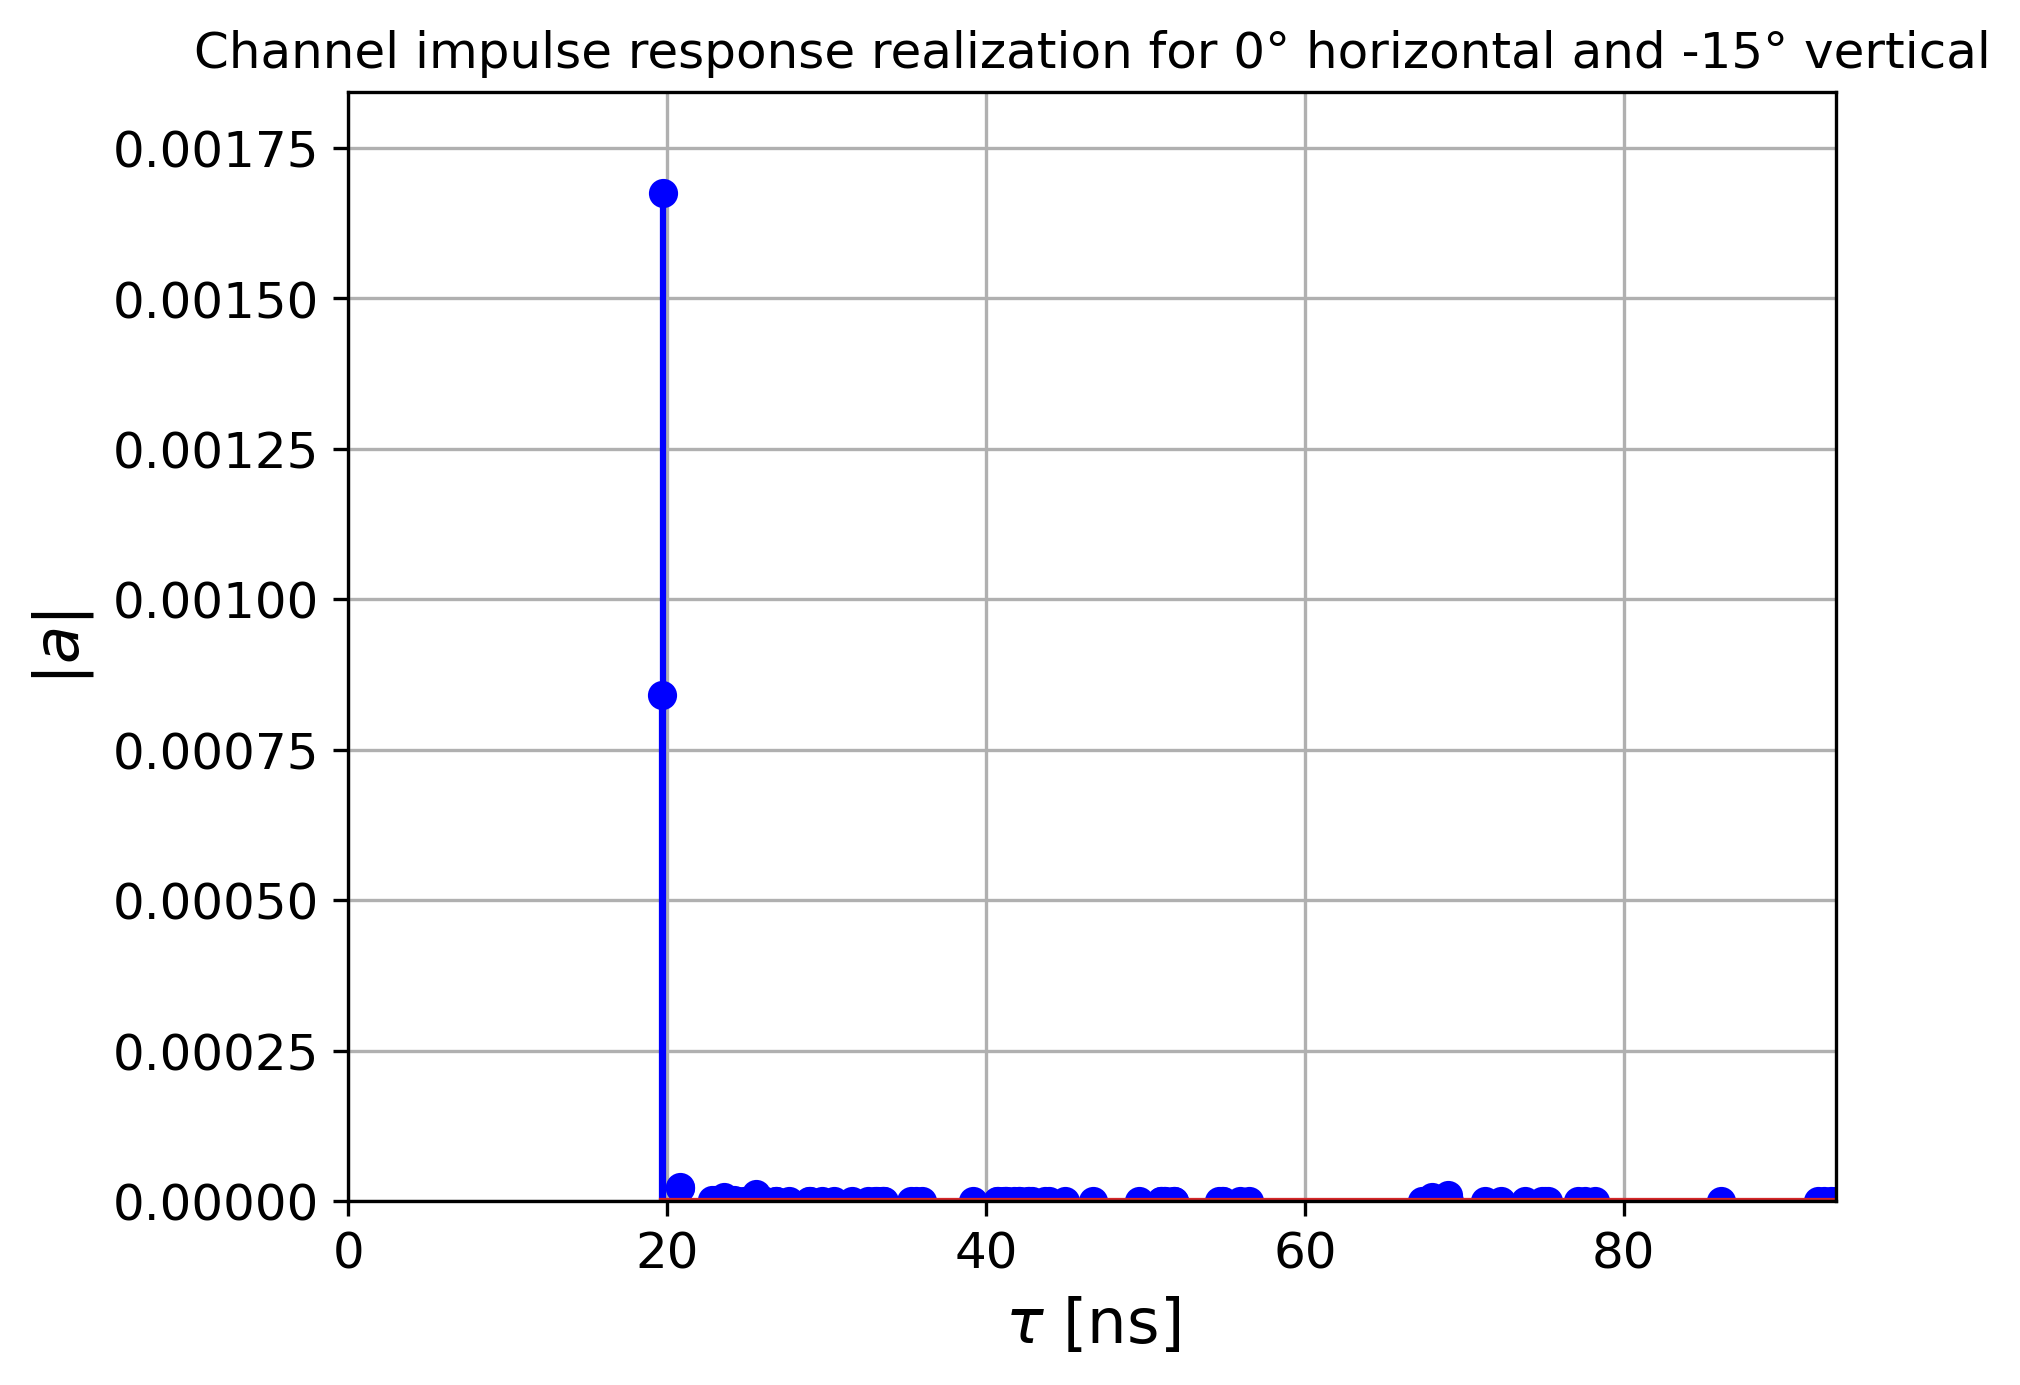 Channel impulse response realization for 0° horizontal and -15° vertical
0.00175
0.00150
0.00125
0.00100
0.00075
0.00050
0.00025
0.00000
|a|
0 20 40 60 80
τ [ns]